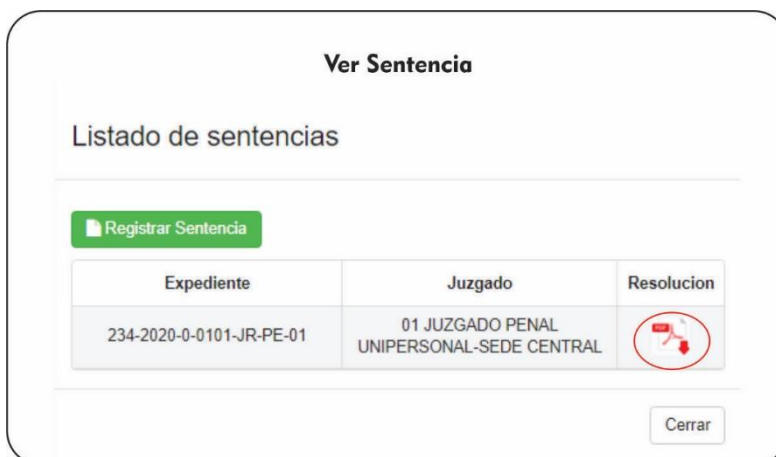 Ver Sentencia
Listado de sentencias
Registrar Sentencia
Expediente Juzgado Resolucion
234-2020-0-0101-JR-PE-01 01 JUZGADO PENAL
UNIPERSONAL-SEDE CENTRAL
PDF
Cerrar